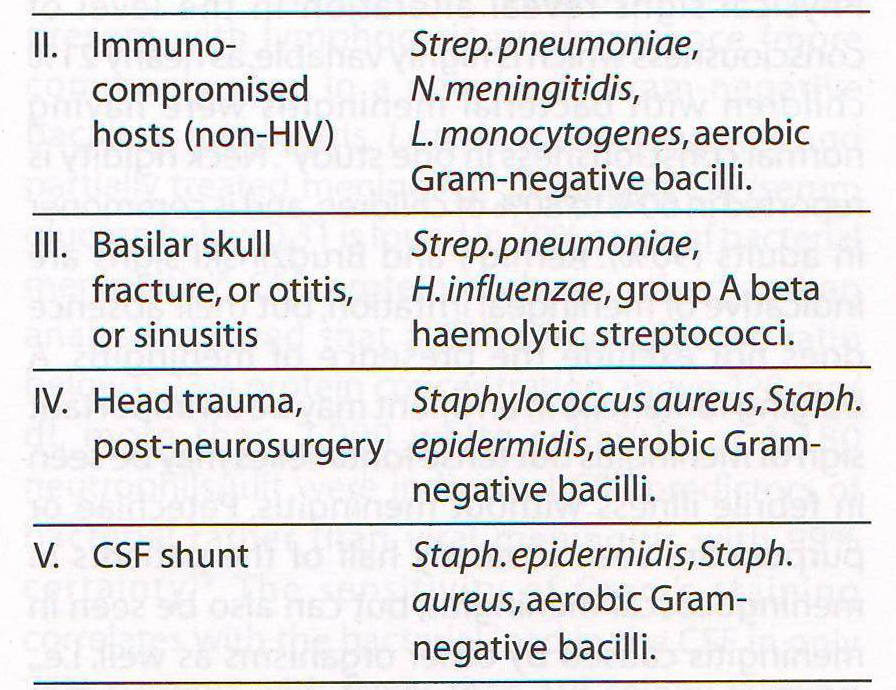 II. Immuno- Strep. pneumoniae,
compromised N. meningitidis,
hosts (non-HIV) L. monocytogenes, aerobic
Gram-negative bacilli.
III. Basilar skull Strep. pneumoniae,
fracture, or otitis, H. influenzae, group A beta
or sinusitis haemolytic streptococci.
IV. Head trauma, Staphylococcus aureus, Staph.
post-neurosurgery epidermidis, aerobic Gram-
negative bacilli.
V. CSF shunt Staph. epidermidis, Staph.
aureus, aerobic Gram-
negative bacilli.